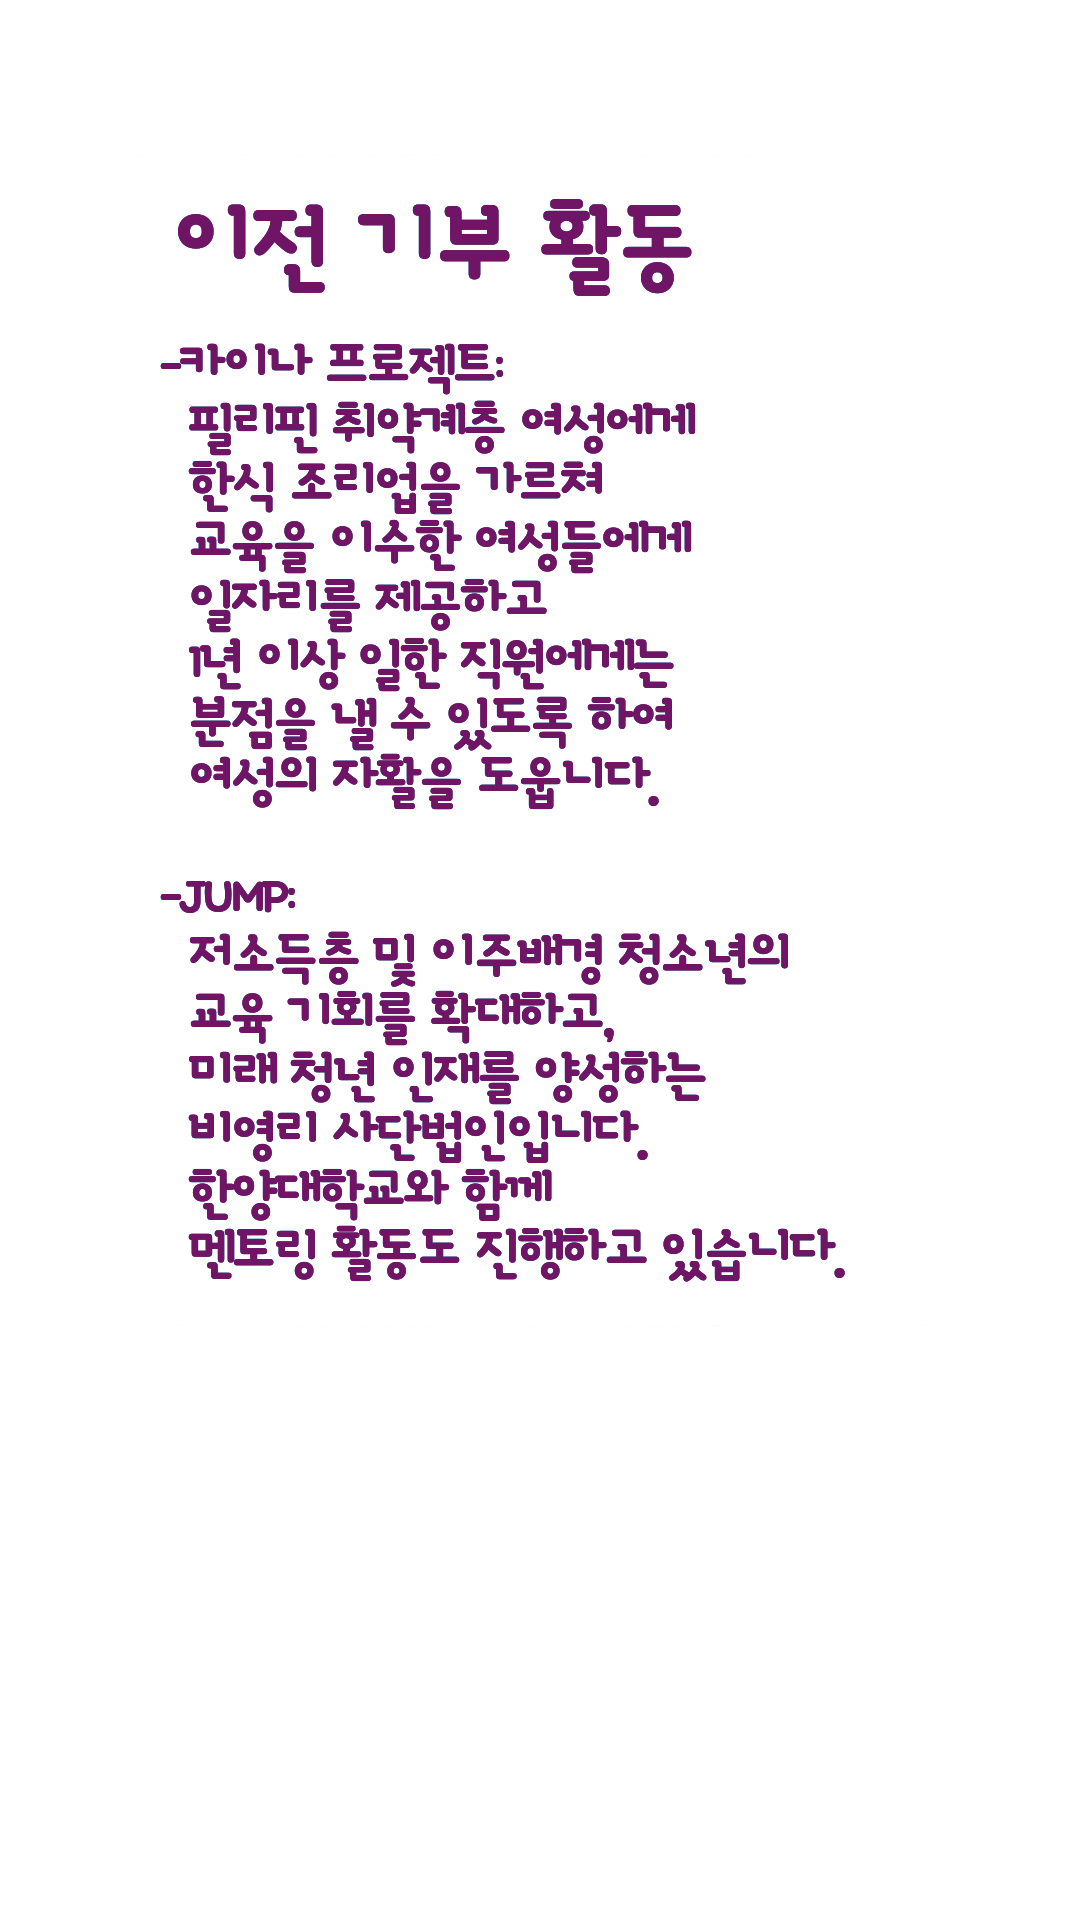 이전 기부 활동
-카이나 프로젝트:
필리핀 취약계층 여성에게
한식 조리업을 가르쳐
교육을 이수한 여성들에게
일자리를 제공하고
1년 이상 일한 직원에게는
분점을 낼 수 있도록 하여
여성의 자활을 도웁니다.
-JUMP:
저소득층 및 이주배경 청소년의
교육 기회를 확대하고,
미래 청년 인재를 양성하는
비영리 사단법인입니다.
한양대학교와 함께
멘토링 활동도 진행하고 있습니다.